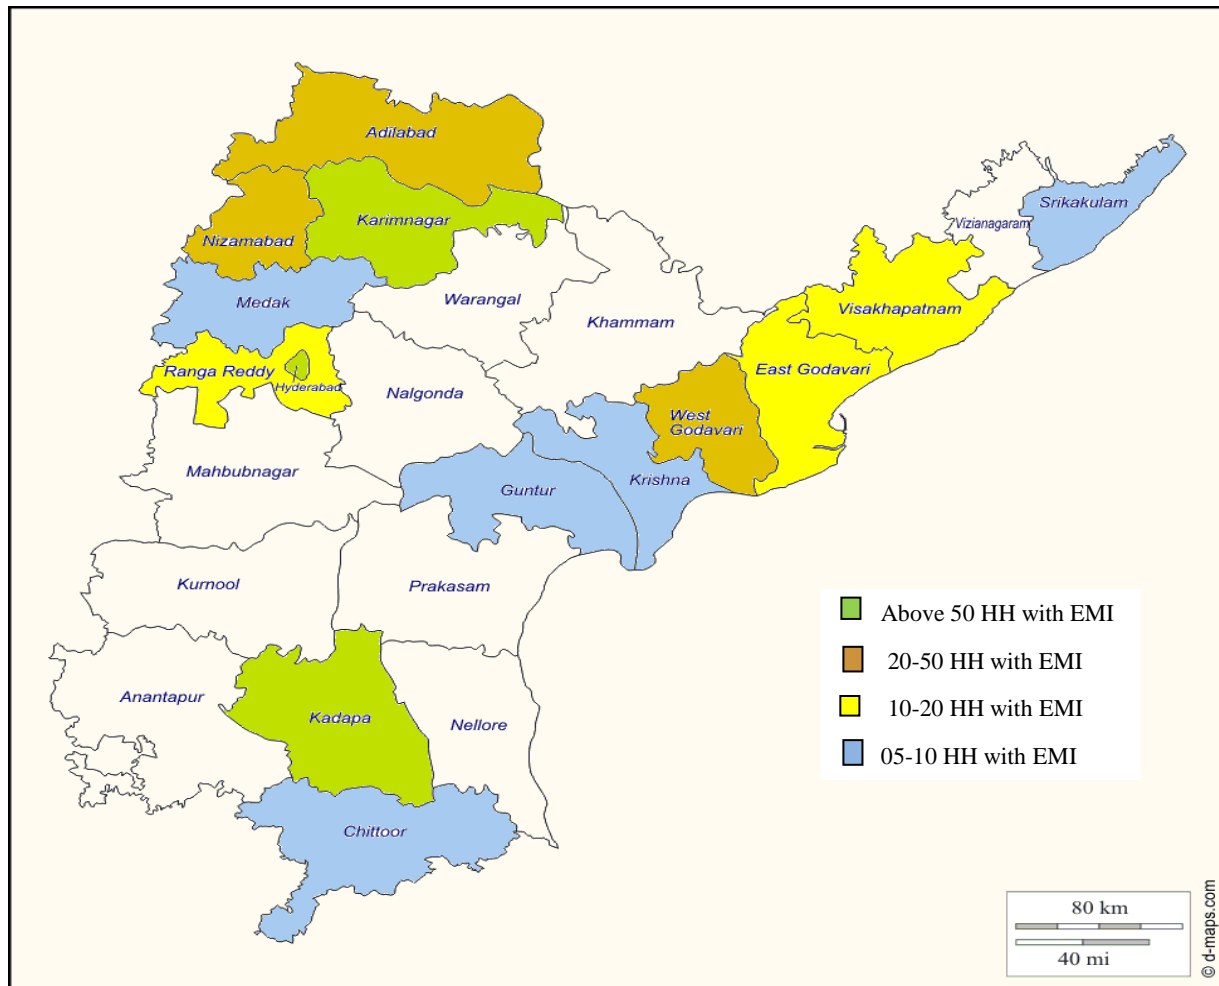 Adilabad
Karimnagar
Nizamabad
Medak
Warangal
Khammam
Ranga Reddy
Hyderabad
Nalgonda
Mahbubnagar
Srikakulam
Vizianagaram
Visakhapatnam
East Godavari
West
Godavari
Krishna
Guntur
Kurnool
Prakasam
Anantapur
Kadapa
Nellore
Chittoor
Above 50 HH with EMI
20-50 HH with EMI
10-20 HH with EMI
05-10 HH with EMI
80 km
40 mi
© d-maps.com